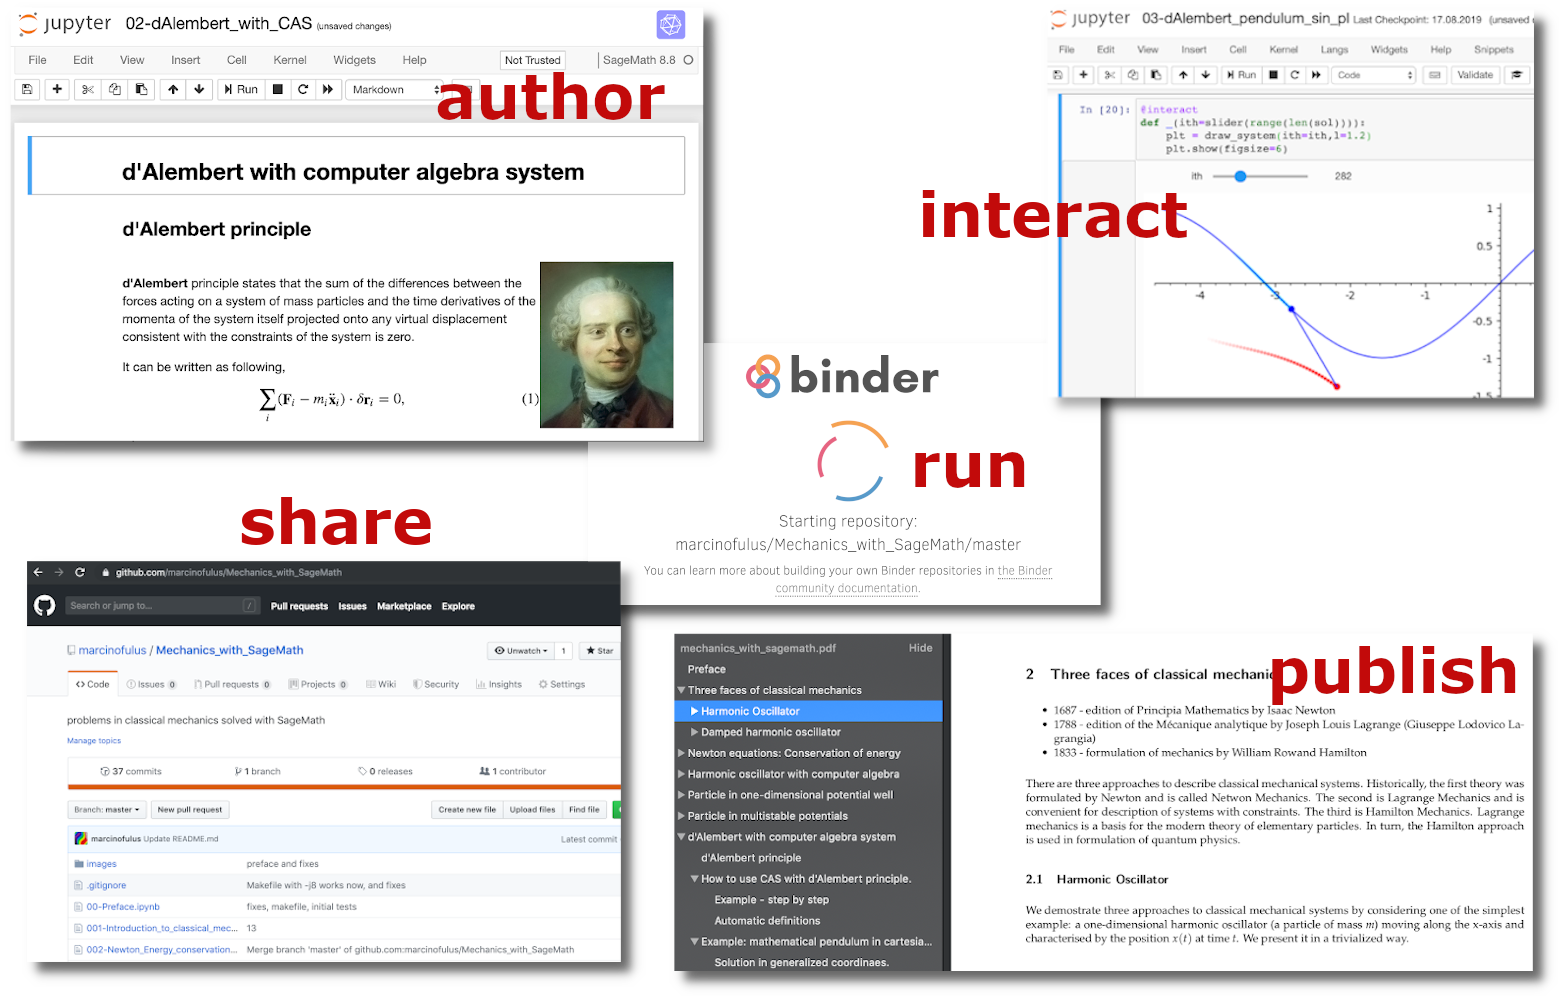 jupyter 02-dAlembert_with_CAS (unsaved changes)
File Edit View Insert Cell Kernel Widgets Help Not Trusted SageMath 8.8
Run Markdown
author
d'Alembert with computer algebra system
d'Alembert principle
d'Alembert principle states that the sum of the differences between the
forces acting on a system of mass particles and the time derivatives of the
momenta of the system itself projected onto any virtual displacement
consistent with the constraints of the system is zero.
It can be written as following,
∑i(Fi − miẍi) · δri = 0, (1)
jupyter 03-dAlembert_pendulum_sin_pl Last Checkpoint: 17.08.2019 (unsaved
File Edit View Insert Cell Kernel Langs Widgets Help Snippets
Run Code Validate
In [20]: @interact
def _(ith=slider(range(len(sol)))):
plt = draw_system(ith=ith,l=1.2)
plt.show(figsize=6)
ith 282
interact
1
0.5
-4 -3 -2 -1
-0.5
-1
-1.5
binder
run
Starting repository:
marcinofulus/Mechanics_with_SageMath/master
You can learn more about building your own Binder repositories in the Binder
community documentation.
share
github.com/marcinofulus/Mechanics_with_SageMath
Search or jump to... / Pull requests Issues Marketplace Explore
marcinofulus / Mechanics_with_SageMath Unwatch 1 Star
Code Issues 0 Pull requests 0 Projects 0 Wiki Security Insights Settings
problems in classical mechanics solved with SageMath
Manage topics
37 commits 1 branch 0 releases 1 contributor
Branch: master New pull request Create new file Upload files Find file
marcinofulus Update README.md Latest commit
images preface and fixes
.gitignore Makefile with -j8 works now, and fixes
00-Preface.ipynb fixes, makefile, initial tests
001-Introduction_to_classical_mec... 13
002-Newton_Energy_conservation... Merge branch 'master' of github.com:marcinofulus/Mechanics_with_SageMath
publish
mechanics_with_sagemath.pdf Hide
Preface
Three faces of classical mechanics
Harmonic Oscillator
Damped harmonic oscillator
Newton equations: Conservation of energy
Harmonic oscillator with computer algebra
Particle in one-dimensional potential well
Particle in multistable potentials
d'Alembert with computer algebra system
d'Alembert principle
How to use CAS with d'Alembert principle.
Example - step by step
Automatic definitions
Example: mathematical pendulum in cartesia...
Solution in generalized coordinaes.
2 Three faces of classical mechanic
• 1687 - edition of Principia Mathematics by Isaac Newton
• 1788 - edition of the Mécanique analytique by Joseph Louis Lagrange (Giuseppe Lodovico La-
grangia)
• 1833 - formulation of mechanics by William Rowand Hamilton
There are three approaches to describe classical mechanical systems. Historically, the first theory was
formulated by Newton and is called Netwon Mechanics. The second is Lagrange Mechanics and is
convenient for description of systems with constraints. The third is Hamilton Mechanics. Lagrange
mechanics is a basis for the modern theory of elementary particles. In turn, the Hamilton approach
is used in formulation of quantum physics.
2.1 Harmonic Oscillator
We demostrate three approaches to classical mechanical systems by considering one of the simplest
example: a one-dimensional harmonic oscillator (a particle of mass m) moving along the x-axis and
characterised by the position x(t) at time t. We present it in a trivialized way.